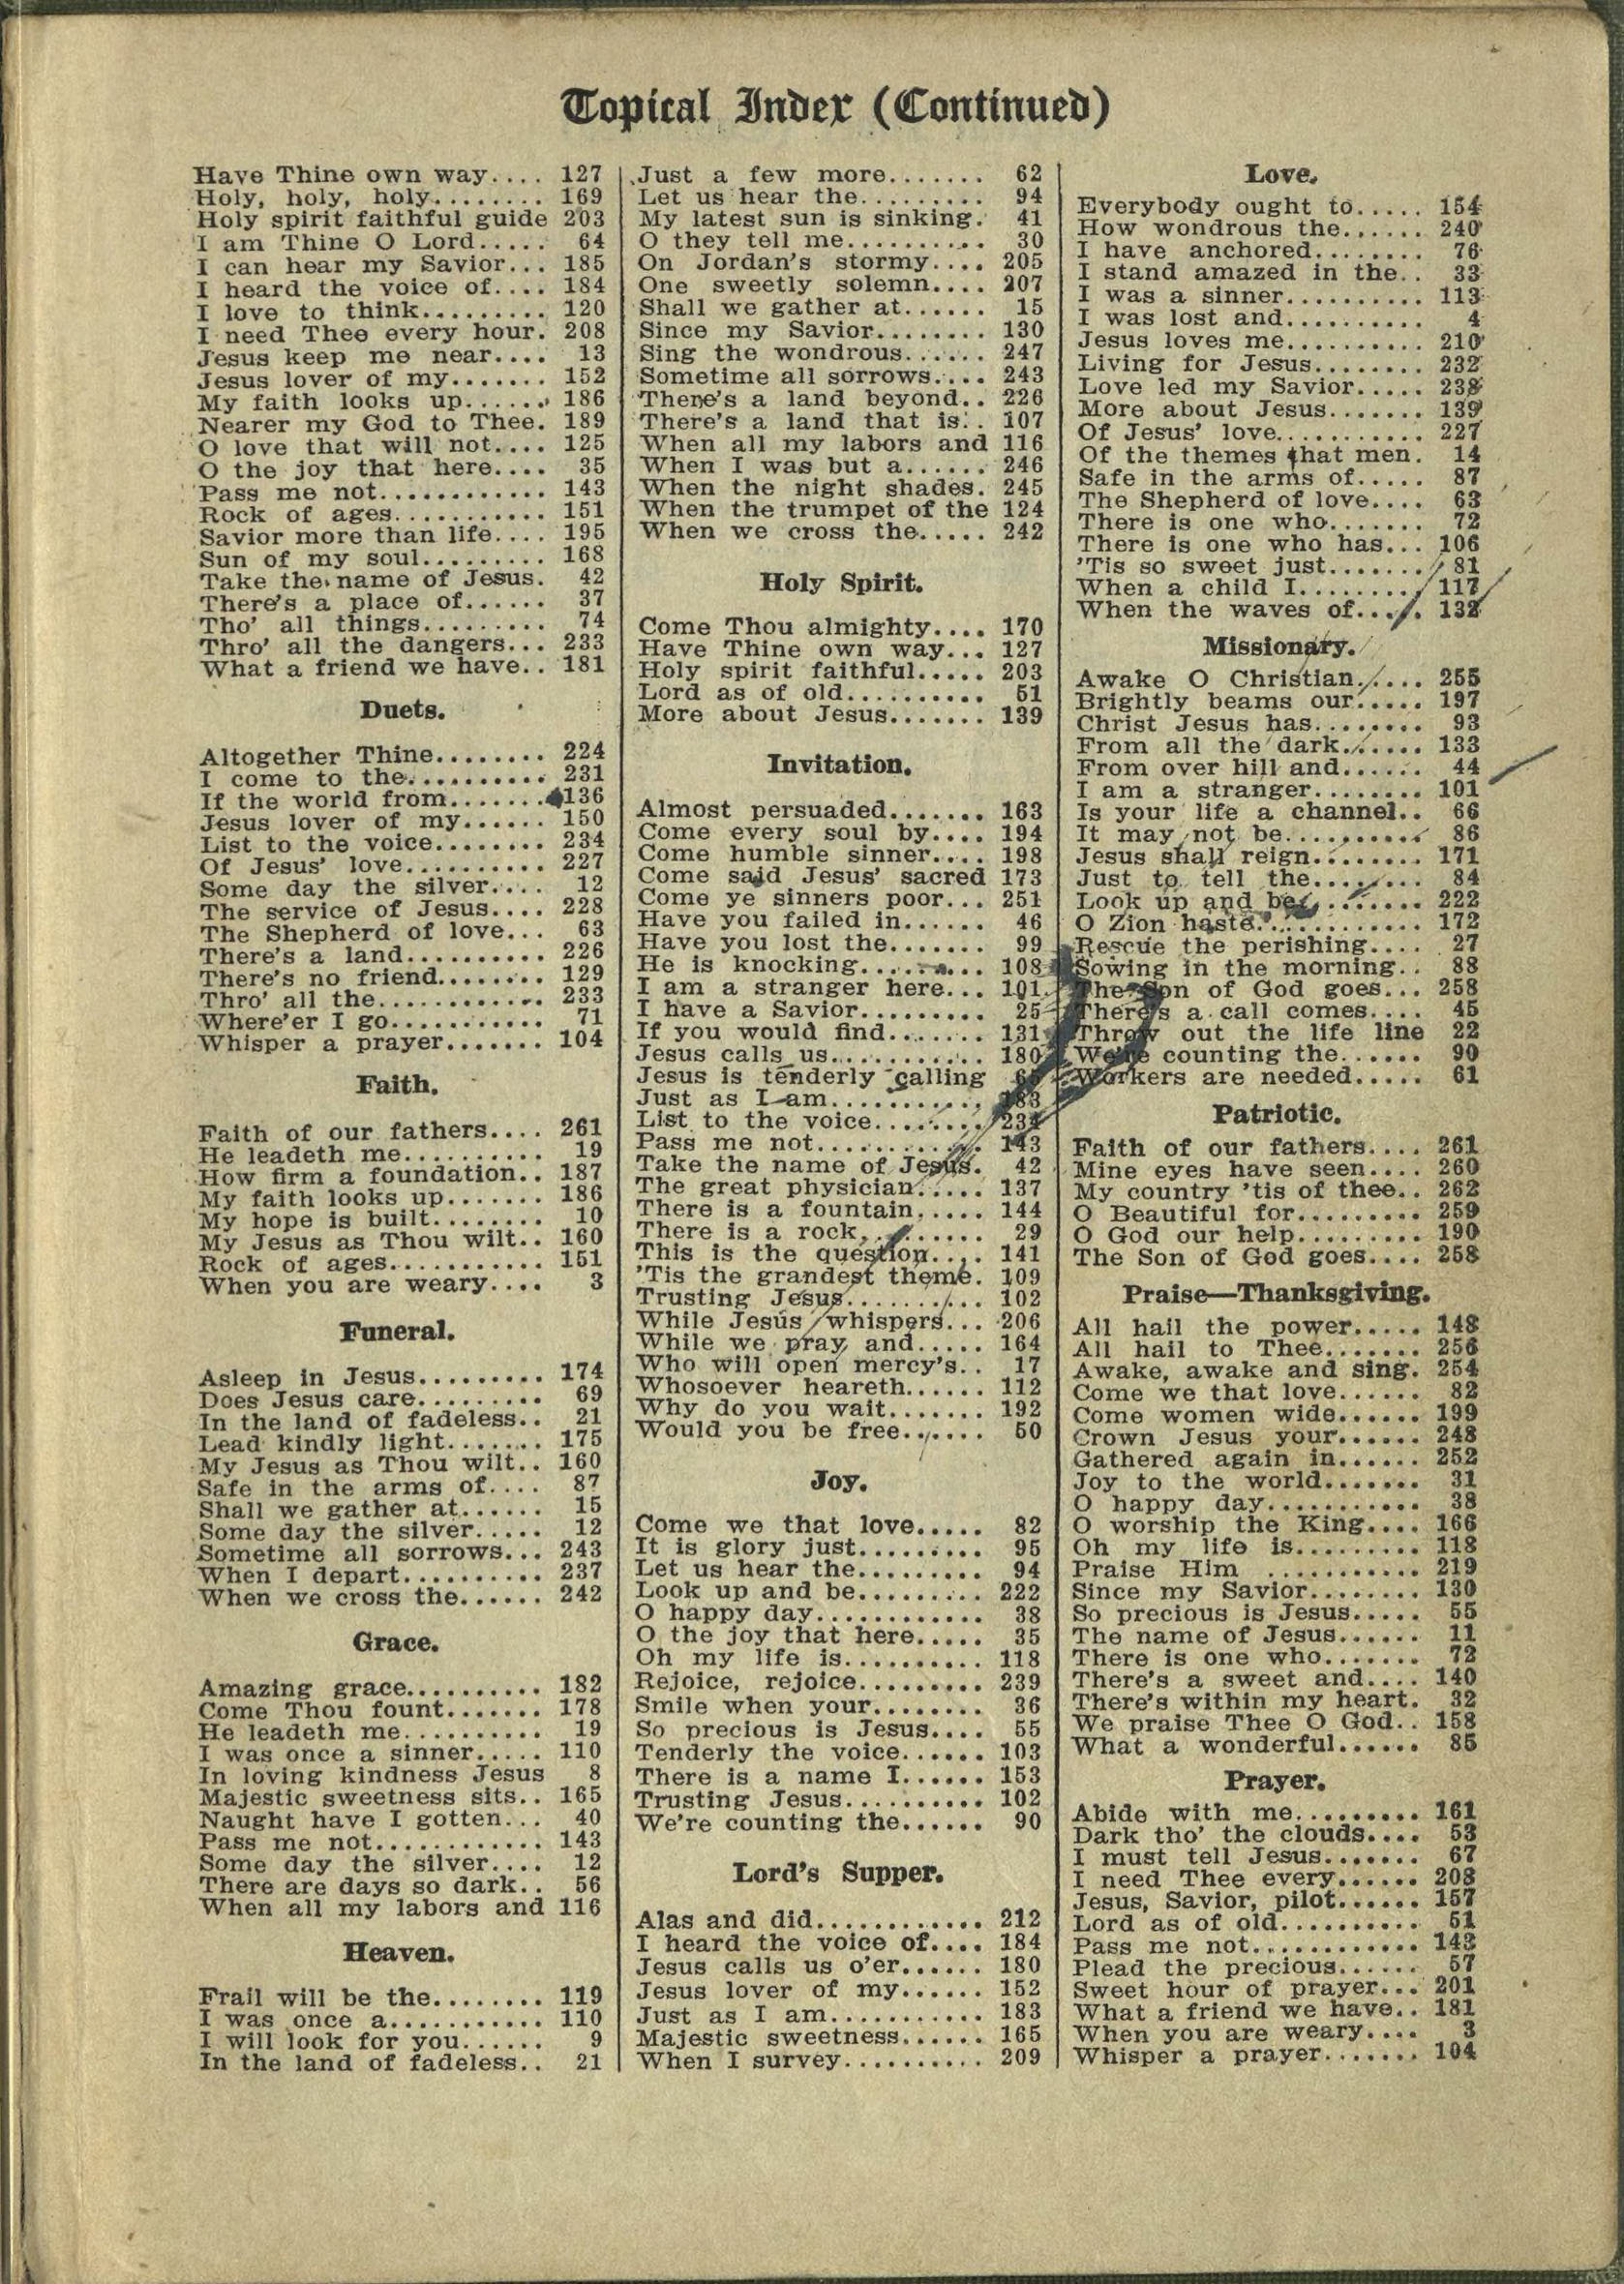 Topical Index (Continued)
Have Thine own way.... 127
Holy, holy, holy........ 169
Holy spirit faithful guide 203
I am Thine O Lord..... 64
I can hear my Savior... 185
I heard the voice of.... 184
I love to think......... 120
I need Thee every hour. 208
Jesus keep me near.... 13
Jesus lover of my....... 152
My faith looks up...... 186
Nearer my God to Thee. 189
O love that will not.... 125
O the joy that here.... 35
Pass me not............ 143
Rock of ages........... 151
Savior more than life.... 195
Sun of my soul......... 168
Take the name of Jesus. 42
There's a place of...... 37
Tho' all things......... 74
Thro' all the dangers... 233
What a friend we have.. 181
Duets.
Altogether Thine........ 224
I come to the.......... 231
If the world from....... 136
Jesus lover of my...... 150
List to the voice........ 234
Of Jesus' love.......... 227
Some day the silver.... 12
The service of Jesus.... 228
The Shepherd of love... 63
There's a land.......... 226
There's no friend........ 129
Thro' all the............ 233
Where'er I go........... 71
Whisper a prayer....... 104
Faith.
Faith of our fathers.... 261
He leadeth me.......... 19
How firm a foundation.. 187
My faith looks up....... 186
My hope is built........ 10
My Jesus as Thou wilt.. 160
Rock of ages........... 151
When you are weary.... 3
Funeral.
Asleep in Jesus......... 174
Does Jesus care......... 69
In the land of fadeless.. 21
Lead kindly light....... 175
My Jesus as Thou wilt.. 160
Safe in the arms of.... 87
Shall we gather at...... 15
Some day the silver..... 12
Sometime all sorrows... 243
When I depart.......... 237
When we cross the...... 242
Grace.
Amazing grace.......... 182
Come Thou fount....... 178
He leadeth me.......... 19
I was once a sinner..... 110
In loving kindness Jesus 8
Majestic sweetness sits.. 165
Naught have I gotten... 40
Pass me not............ 143
Some day the silver.... 12
There are days so dark.. 56
When all my labors and 116
Heaven.
Frail will be the........ 119
I was once a........... 110
I will look for you...... 9
In the land of fadeless.. 21
Just a few more....... 62
Let us hear the......... 94
My latest sun is sinking. 41
O they tell me.......... 30
On Jordan's stormy.... 205
One sweetly solemn.... 207
Shall we gather at...... 15
Since my Savior........ 130
Sing the wondrous...... 247
Sometime all sorrows.... 243
There's a land beyond.. 226
There's a land that is.. 107
When all my labors and 116
When I was but a...... 246
When the night shades. 245
When the trumpet of the 124
When we cross the..... 242
Holy Spirit.
Come Thou almighty.... 170
Have Thine own way... 127
Holy spirit faithful..... 203
Lord as of old.......... 51
More about Jesus....... 139
Invitation.
Almost persuaded....... 163
Come every soul by.... 194
Come humble sinner.... 198
Come said Jesus' sacred 173
Come ye sinners poor... 251
Have you failed in...... 46
Have you lost the....... 99
He is knocking......... 108
I am a stranger here... 101
I have a Savior......... 25
If you would find....... 131
Jesus calls us........... 180
Jesus is tenderly calling
Just as I am............ 183
List to the voice........ 234
Pass me not........... 143
Take the name of Jesus. 42
The great physician..... 137
There is a fountain..... 144
There is a rock......... 29
This is the question.... 141
'Tis the grandest theme. 109
Trusting Jesus.......... 102
While Jesus whispers... 206
While we pray and..... 164
Who will open mercy's.. 17
Whosoever heareth...... 112
Why do you wait....... 192
Would you be free...... 50
Joy.
Come we that love..... 82
It is glory just.......... 95
Let us hear the......... 94
Look up and be......... 222
O happy day............ 38
O the joy that here..... 35
Oh my life is.......... 118
Rejoice, rejoice......... 239
Smile when your........ 36
So precious is Jesus.... 55
Tenderly the voice...... 103
There is a name I...... 153
Trusting Jesus.......... 102
We're counting the...... 90
Lord's Supper.
Alas and did............ 212
I heard the voice of.... 184
Jesus calls us o'er...... 180
Jesus lover of my...... 152
Just as I am........... 183
Majestic sweetness...... 165
When I survey.......... 209
Love.
Everybody ought to..... 154
How wondrous the...... 240
I have anchored........ 76
I stand amazed in the.. 33
I was a sinner.......... 113
I was lost and.......... 4
Jesus loves me.......... 210
Living for Jesus........ 232
Love led my Savior..... 238
More about Jesus....... 139
Of Jesus' love........... 227
Of the themes that men. 14
Safe in the arms of..... 87
The Shepherd of love.... 63
There is one who....... 72
There is one who has... 106
'Tis so sweet just....... 81
When a child I......... 117
When the waves of..... 132
Missionary.
Awake O Christian..... 255
Brightly beams our..... 197
Christ Jesus has........ 93
From all the dark...... 133
From over hill and...... 44
I am a stranger........ 101
Is your life a channel.. 66
It may not be.......... 86
Jesus shall reign........ 171
Just to tell the........ 84
Look up and be........ 222
O Zion haste........... 172
Rescue the perishing.... 27
Sowing in the morning.. 88
The Son of God goes... 258
There's a call comes.... 45
Throw out the life line 22
We're counting the...... 90
Workers are needed..... 61
Patriotic.
Faith of our fathers.... 261
Mine eyes have seen.... 260
My country 'tis of thee.. 262
O Beautiful for......... 259
O God our help......... 190
The Son of God goes.... 258
Praise—Thanksgiving.
All hail the power..... 148
All hail to Thee....... 256
Awake, awake and sing. 254
Come we that love...... 82
Come women wide...... 199
Crown Jesus your...... 248
Gathered again in...... 252
Joy to the world....... 31
O happy day........... 38
O worship the King.... 166
Oh my life is......... 118
Praise Him ........... 219
Since my Savior........ 130
So precious is Jesus..... 55
The name of Jesus...... 11
There is one who....... 72
There's a sweet and.... 140
There's within my heart. 32
We praise Thee O God.. 158
What a wonderful...... 85
Prayer.
Abide with me......... 161
Dark tho' the clouds.... 53
I must tell Jesus....... 67
I need Thee every...... 208
Jesus, Savior, pilot...... 157
Lord as of old.......... 51
Pass me not............ 143
Plead the precious...... 57
Sweet hour of prayer... 201
What a friend we have.. 181
When you are weary.... 3
Whisper a prayer....... 104